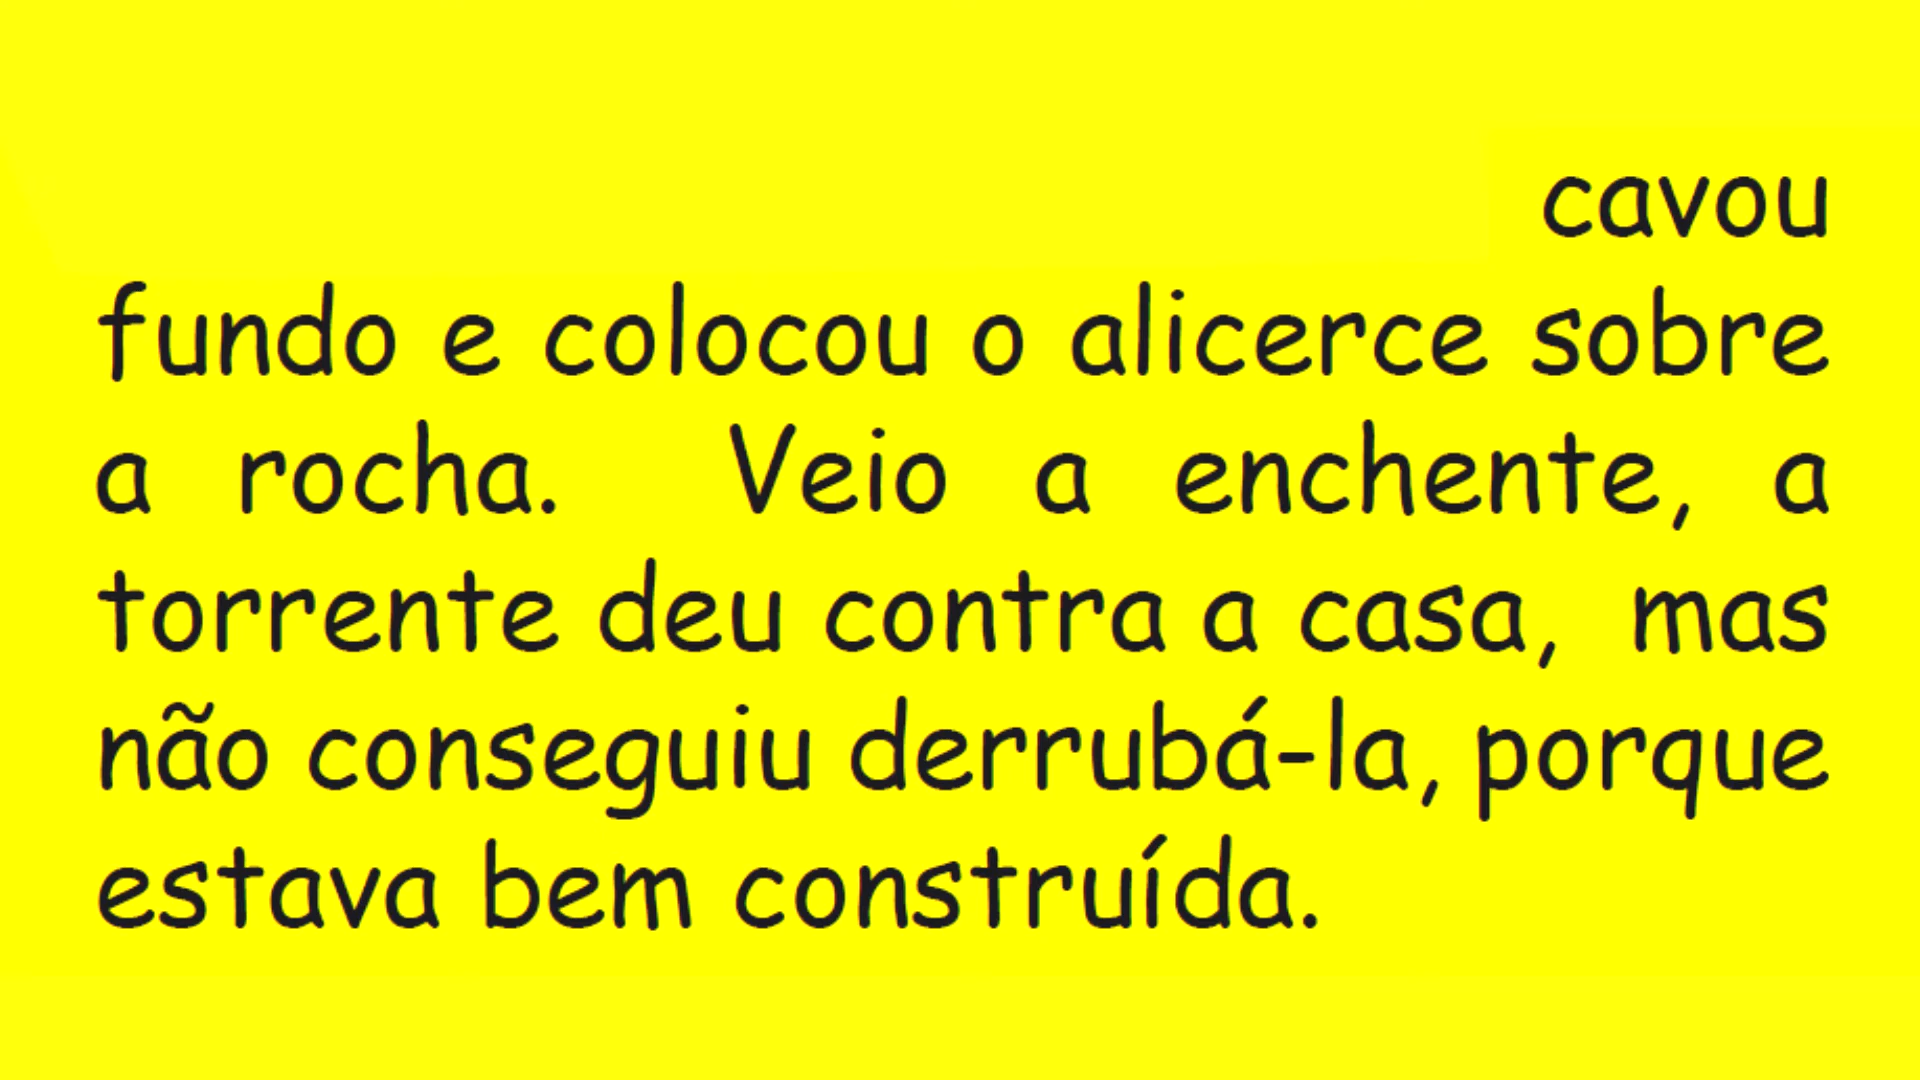 cavou
fundo e colocou o alicerce sobre
a rocha. Veio a enchente, a
torrente deu contra a casa, mas
não conseguiu derrubá-la, porque
estava bem construída.